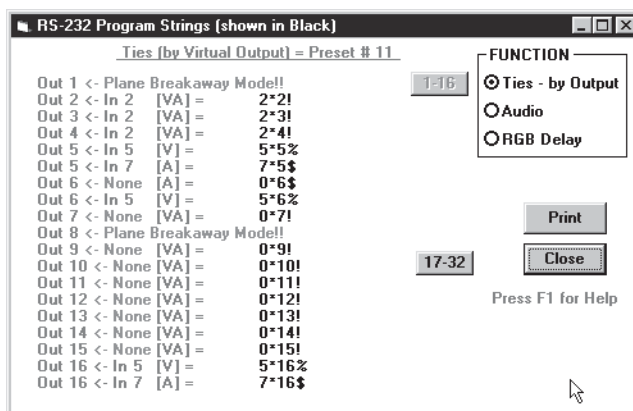 RS-232 Program Strings (shown in Black)
Ties (by Virtual Output) = Preset # 11
Out 1 <- Plane Breakaway Mode!!
Out 2 <- In 2 [VA] = 2*2!
Out 3 <- In 2 [VA] = 2*3!
Out 4 <- In 2 [VA] = 2*4!
Out 5 <- In 5 [V] = 5*5%
Out 5 <- In 7 [A] = 7*5$
Out 6 <- None [A] = 0*6$
Out 6 <- In 5 [V] = 5*6%
Out 7 <- None [VA] = 0*7!
Out 8 <- Plane Breakaway Mode!!
Out 9 <- None [VA] = 0*9!
Out 10 <- None [VA] = 0*10!
Out 11 <- None [VA] = 0*11!
Out 12 <- None [VA] = 0*12!
Out 13 <- None [VA] = 0*13!
Out 14 <- None [VA] = 0*14!
Out 15 <- None [VA] = 0*15!
Out 16 <- In 5 [V] = 5*16%
Out 16 <- In 7 [A] = 7*16$
1-16
17-32
FUNCTION
Ties - by Output
Audio
RGB Delay
Print
Close
Press F1 for Help